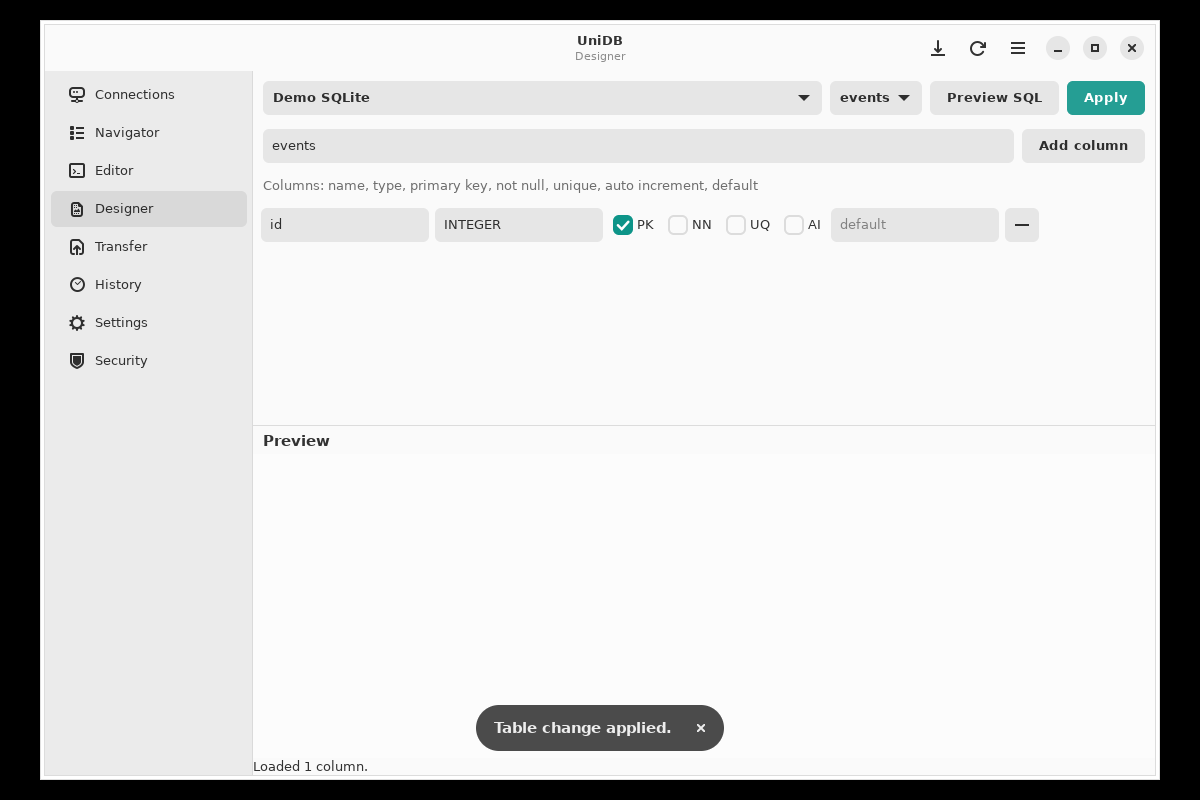 UniDB
Designer
Connections
Navigator
Editor
Designer
Transfer
History
Settings
Security
Demo SQLite
events
Preview SQL
Apply
events
Add column
Columns: name, type, primary key, not null, unique, auto increment, default
id
INTEGER
PK
NN
UQ
AI
default
Preview
Table change applied.
Loaded 1 column.